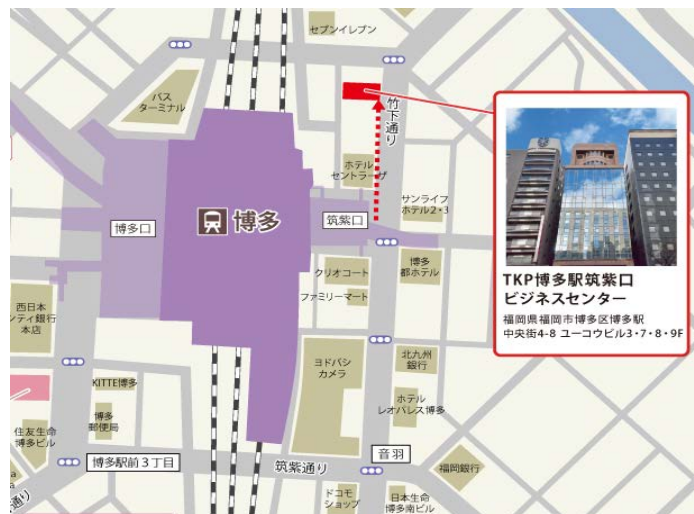 セブンイレブン
バス
ターミナル
竹下通り
ホテル
セントラーザ
サンライフ
ホテル2・3
博多口
博多
筑紫口
クリオコート
博多
都ホテル
ファミリーマート
TKP博多駅筑紫口
ビジネスセンター
福岡県福岡市博多区博多駅
中央街4-8 ユーコウビル3・7・8・9F
西日本
シティ銀行
本店
ヨドバシ
カメラ
北九州
銀行
KITTE博多
ホテル
レオパレス博多
博多
郵便局
住友生命
博多ビル
博多駅前3丁目
筑紫通り
音羽
福岡銀行
ドコモ
ショップ
日本生命
博多南ビル
通り